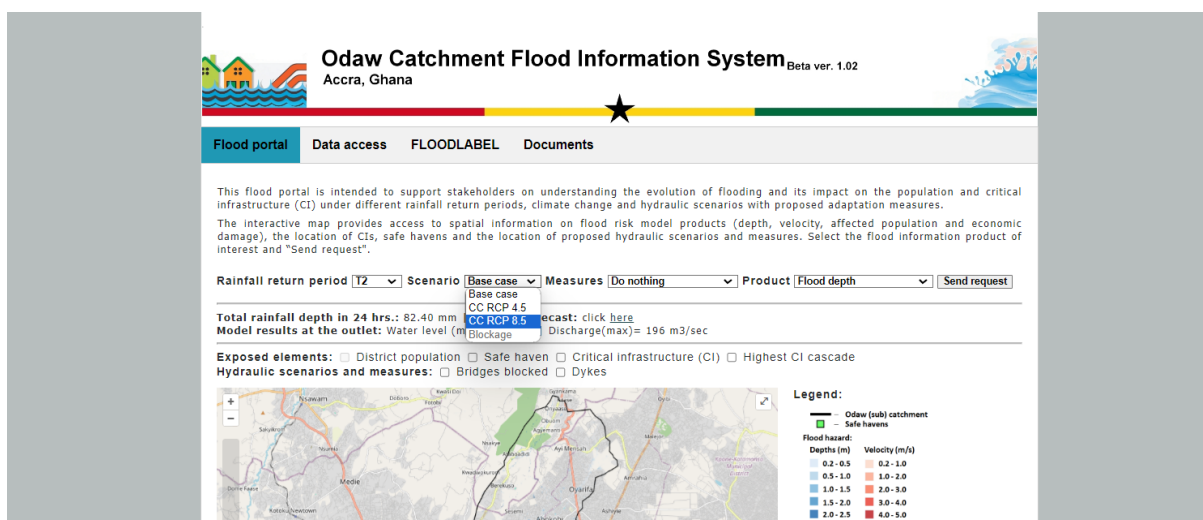 Odaw Catchment Flood Information System Beta ver. 1.02
Accra, Ghana
Flood portal Data access FLOODLABEL Documents
This flood portal is intended to support stakeholders on understanding the evolution of flooding and its impact on the population and critical
infrastructure (CI) under different rainfall return periods, climate change and hydraulic scenarios with proposed adaptation measures.
The interactive map provides access to spatial information on flood risk model products (depth, velocity, affected population and economic
damage), the location of CIs, safe havens and the location of proposed hydraulic scenarios and measures. Select the flood information product of
interest and "Send request".
Rainfall return period T2 Scenario Base case Measures Do nothing Product Flood depth Send request
Base case
CC RCP 4.5
CC RCP 8.5
Blockage
Total rainfall depth in 24 hrs.: 82.40 mm ecast: click here
Model results at the outlet: Water level (m Discharge(max)= 196 m3/sec
Exposed elements: District population Safe haven Critical infrastructure (CI) Highest CI cascade
Hydraulic scenarios and measures: Bridges blocked Dykes
+
−
Nsawam
Medie
Oyarifa
Ayi Mensah
Legend:
Odaw (sub) catchment
Safe havens
Flood hazard:
Depths (m) Velocity (m/s)
0.2 - 0.5 0.2 - 1.0
0.5 - 1.0 1.0 - 2.0
1.0 - 1.5 2.0 - 3.0
1.5 - 2.0 3.0 - 4.0
2.0 - 2.5 4.0 - 5.0